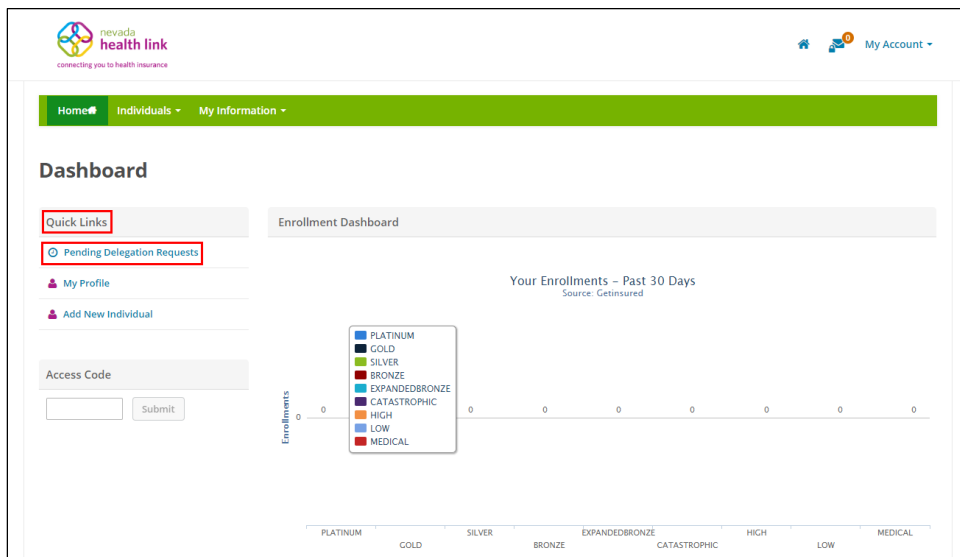 nevada
health link
connecting you to health insurance
0
My Account
Home
Individuals
My Information
Dashboard
Quick Links
Pending Delegation Requests
My Profile
Add New Individual
Access Code
Submit
Enrollment Dashboard
Your Enrollments – Past 30 Days
Source: Getinsured
PLATINUM
GOLD
SILVER
BRONZE
EXPANDEDBRONZE
CATASTROPHIC
HIGH
LOW
MEDICAL
Enrollments
0
0 0 0 0 0 0 0 0
PLATINUM SILVER EXPANDEDBRONZE HIGH MEDICAL
GOLD BRONZE CATASTROPHIC LOW